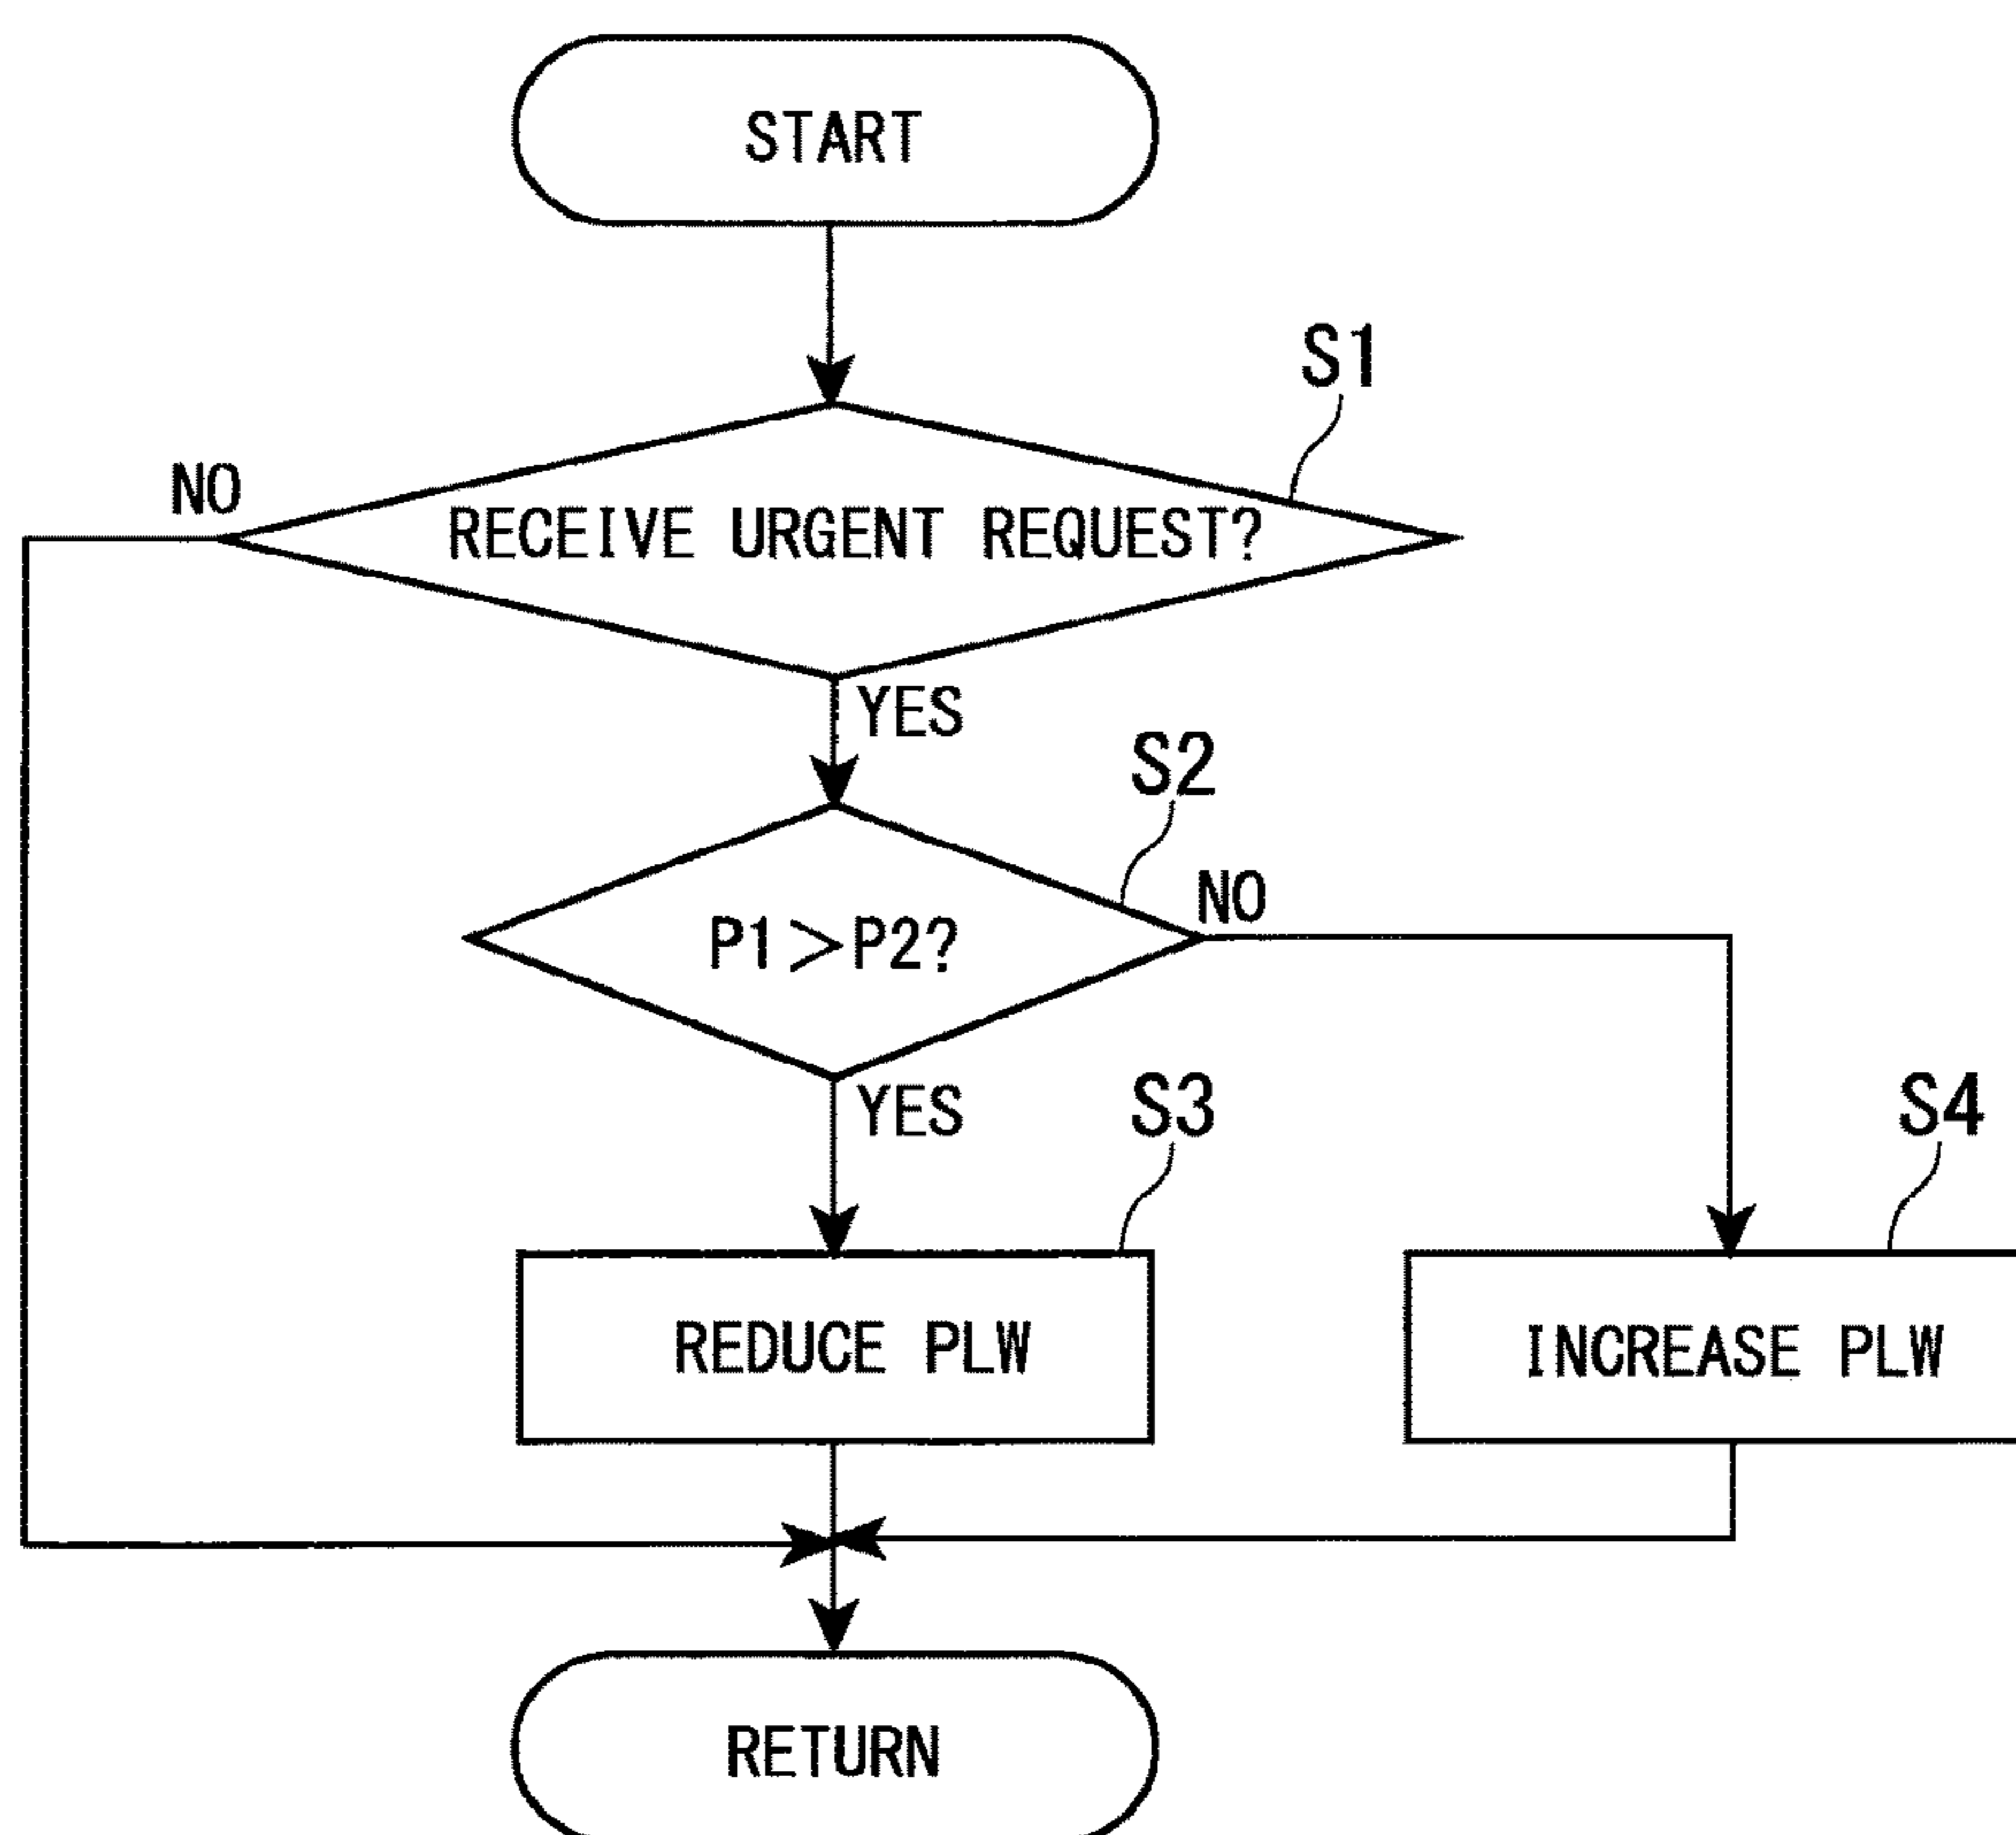 START
S1
NO
RECEIVE URGENT REQUEST?
YES
S2
NO
P1>P2?
YES
S3
S4
REDUCE PLW
INCREASE PLW
RETURN